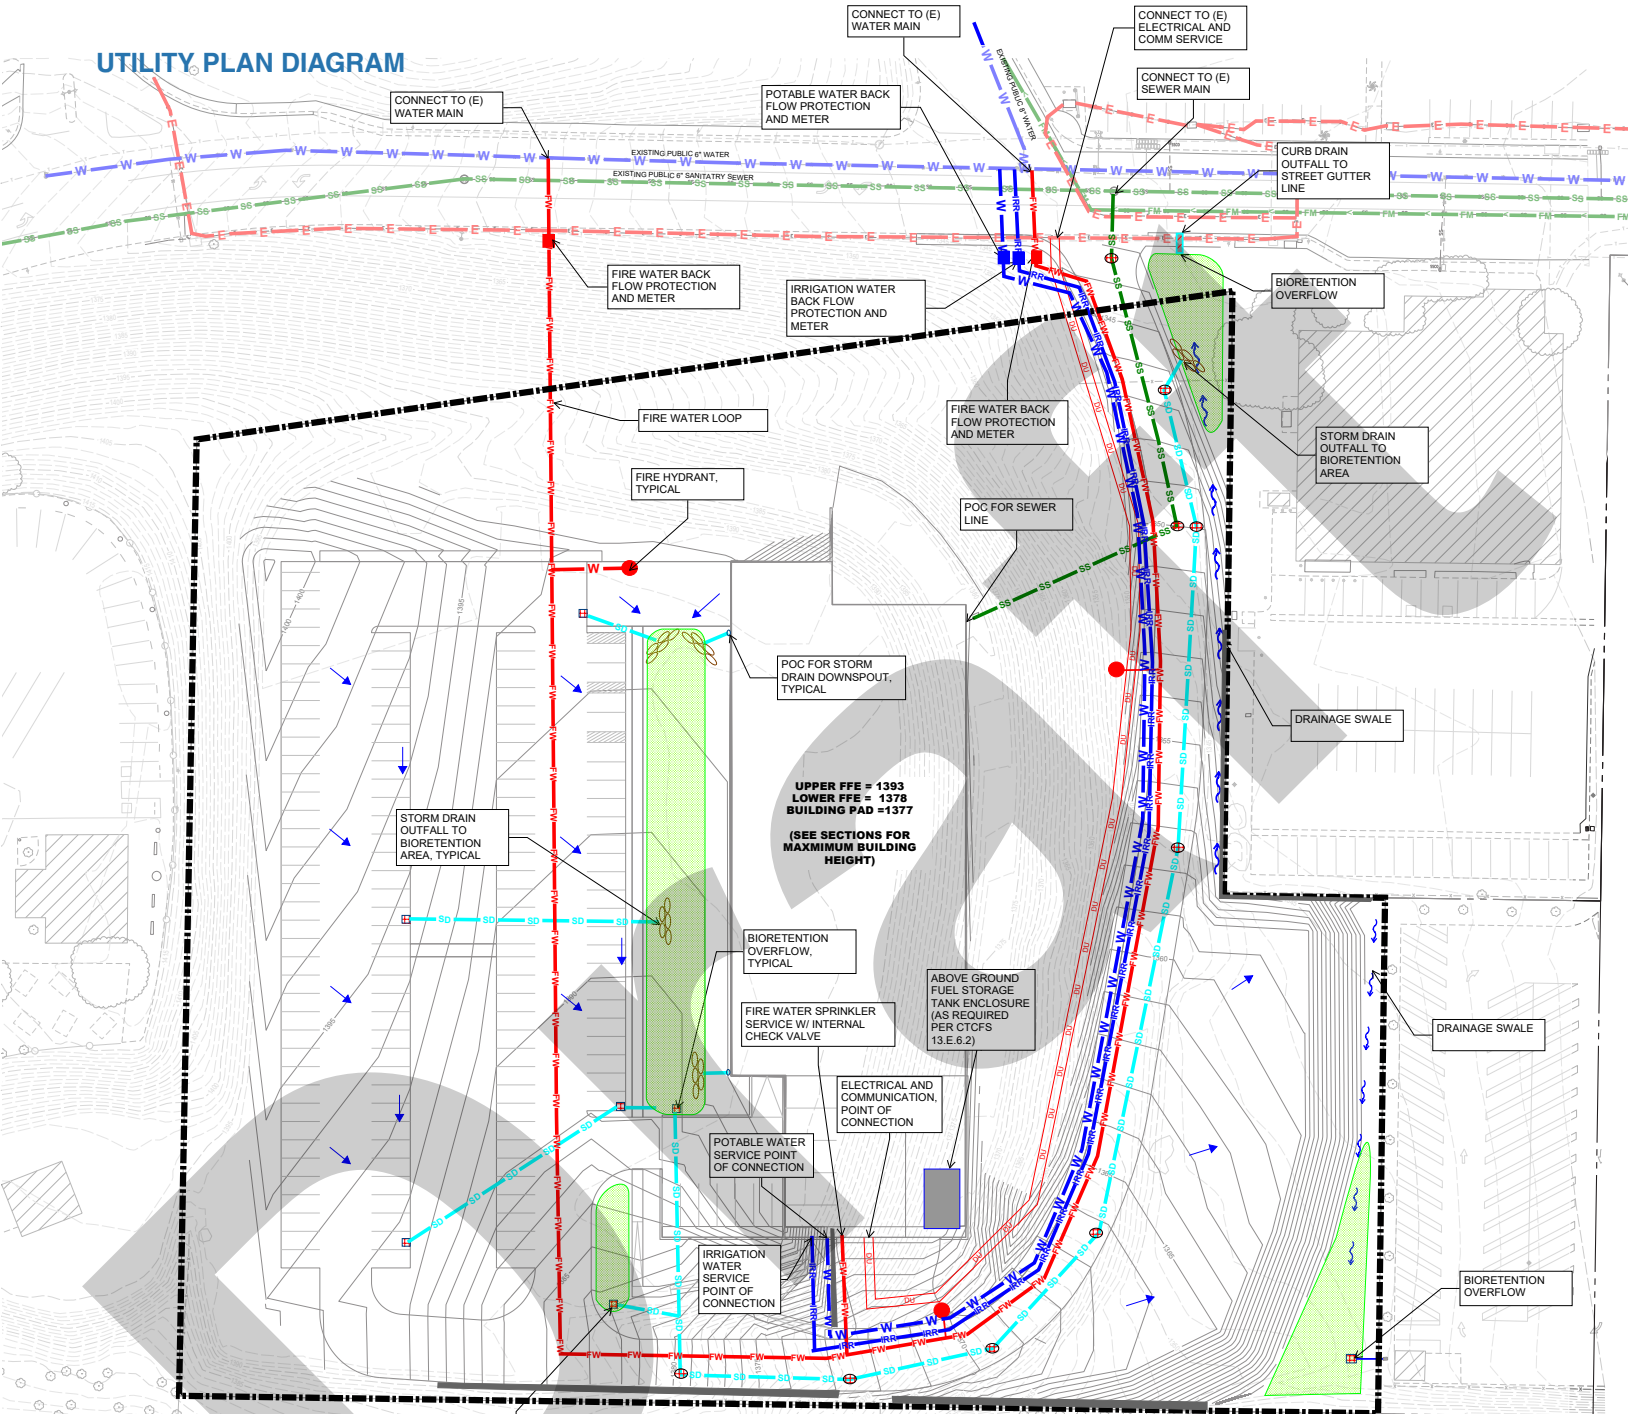 UTILITY PLAN DIAGRAM
CONNECT TO (E)
WATER MAIN
CONNECT TO (E)
ELECTRICAL AND
COMM SERVICE
CONNECT TO (E)
SEWER MAIN
POTABLE WATER BACK
FLOW PROTECTION
AND METER
CONNECT TO (E)
WATER MAIN
EXISTING PUBLIC 8" WATER
EXISTING PUBLIC 6" WATER
EXISTING PUBLIC 6" SANITATRY SEWER
CURB DRAIN
OUTFALL TO
STREET GUTTER
LINE
FIRE WATER BACK
FLOW PROTECTION
AND METER
IRRIGATION WATER
BACK FLOW
PROTECTION AND
METER
BIORETENTION
OVERFLOW
FIRE WATER LOOP
FIRE WATER BACK
FLOW PROTECTION
AND METER
STORM DRAIN
OUTFALL TO
BIORETENTION
AREA
FIRE HYDRANT,
TYPICAL
POC FOR SEWER
LINE
POC FOR STORM
DRAIN DOWNSPOUT,
TYPICAL
DRAINAGE SWALE
UPPER FFE = 1393
LOWER FFE = 1378
BUILDING PAD =1377
(SEE SECTIONS FOR
MAXMIMUM BUILDING
HEIGHT)
STORM DRAIN
OUTFALL TO
BIORETENTION
AREA, TYPICAL
BIORETENTION
OVERFLOW,
TYPICAL
ABOVE GROUND
FUEL STORAGE
TANK ENCLOSURE
(AS REQUIRED
PER CTCFS
13.E.6.2)
FIRE WATER SPRINKLER
SERVICE W/ INTERNAL
CHECK VALVE
DRAINAGE SWALE
ELECTRICAL AND
COMMUNICATION,
POINT OF
CONNECTION
POTABLE WATER
SERVICE POINT
OF CONNECTION
IRRIGATION
WATER
SERVICE
POINT OF
CONNECTION
BIORETENTION
OVERFLOW
Draft